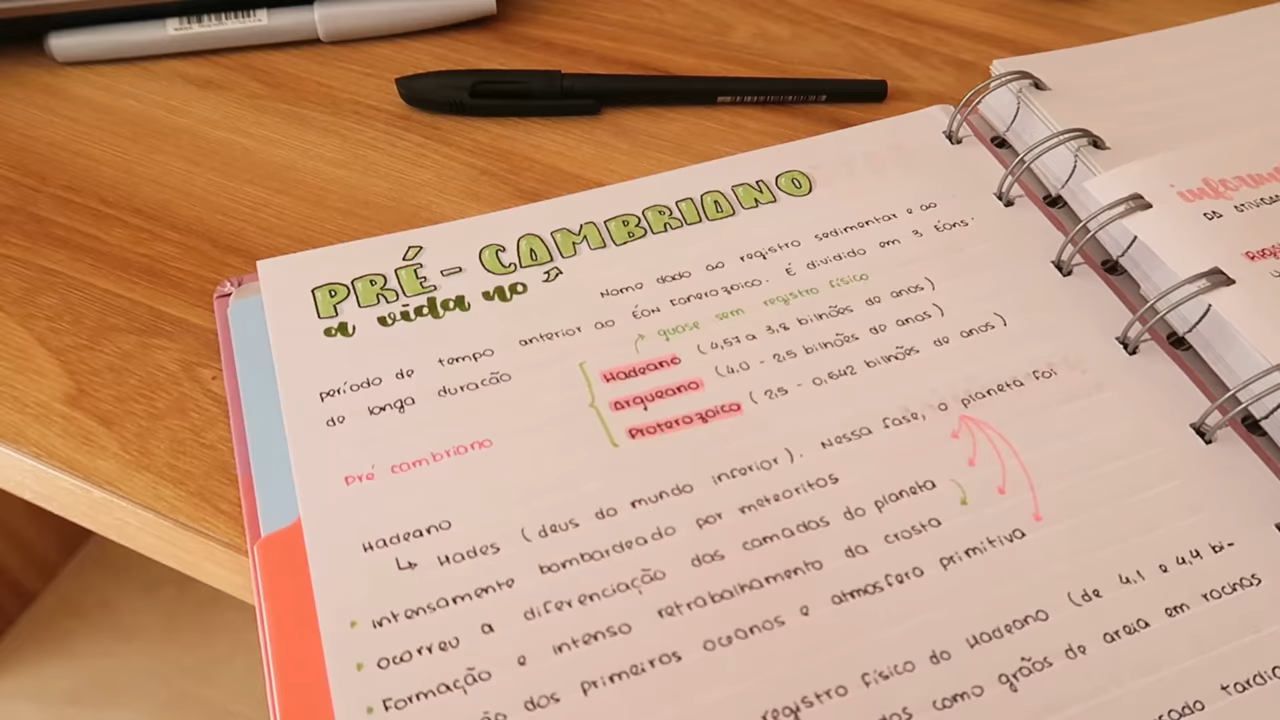 PRÉ-CAMBRIANO
a vida no
Nome dado ao registro sedimentar e ao
período de tempo anterior ao Éon Fanerozoico. É dividido em 3 Éons.
de longa duracão
quase sem registro físico
Pré cambriano
Hadeano (4,57 a 3,8 bilhões de anos)
Arqueano (4,0 - 2,5 bilhões de anos)
Proterozoico (2,5 - 0,542 bilhões de anos)
Hadeano
↳ Hades (deus do mundo inferior). Nessa fase, o planeta foi
• intensamente bombardeado por meteoritos
• ocorreu a diferenciação das camadas do planeta
• Formação e intenso retrabalhamento da crosta
dos primeiros oceanos e atmosfera primitiva
registro físico do Hadeano (de 4,1 e 4,4 bi-
como grãos de areia em rochas
informa
DA ATIVIDA